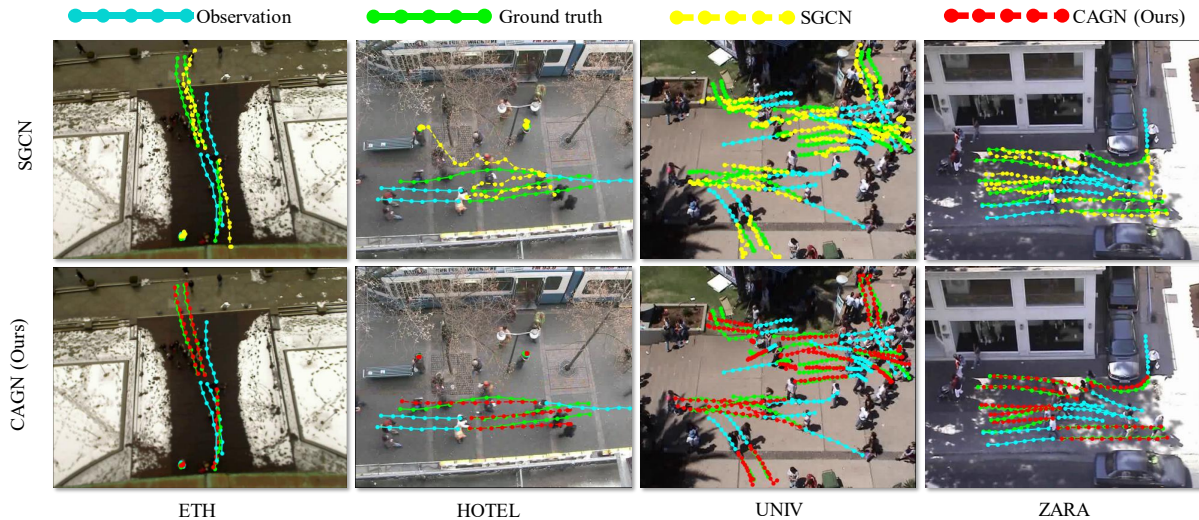 Observation Ground truth SGCN CAGN (Ours)
SGCN
CAGN (Ours)
ETH HOTEL UNIV ZARA